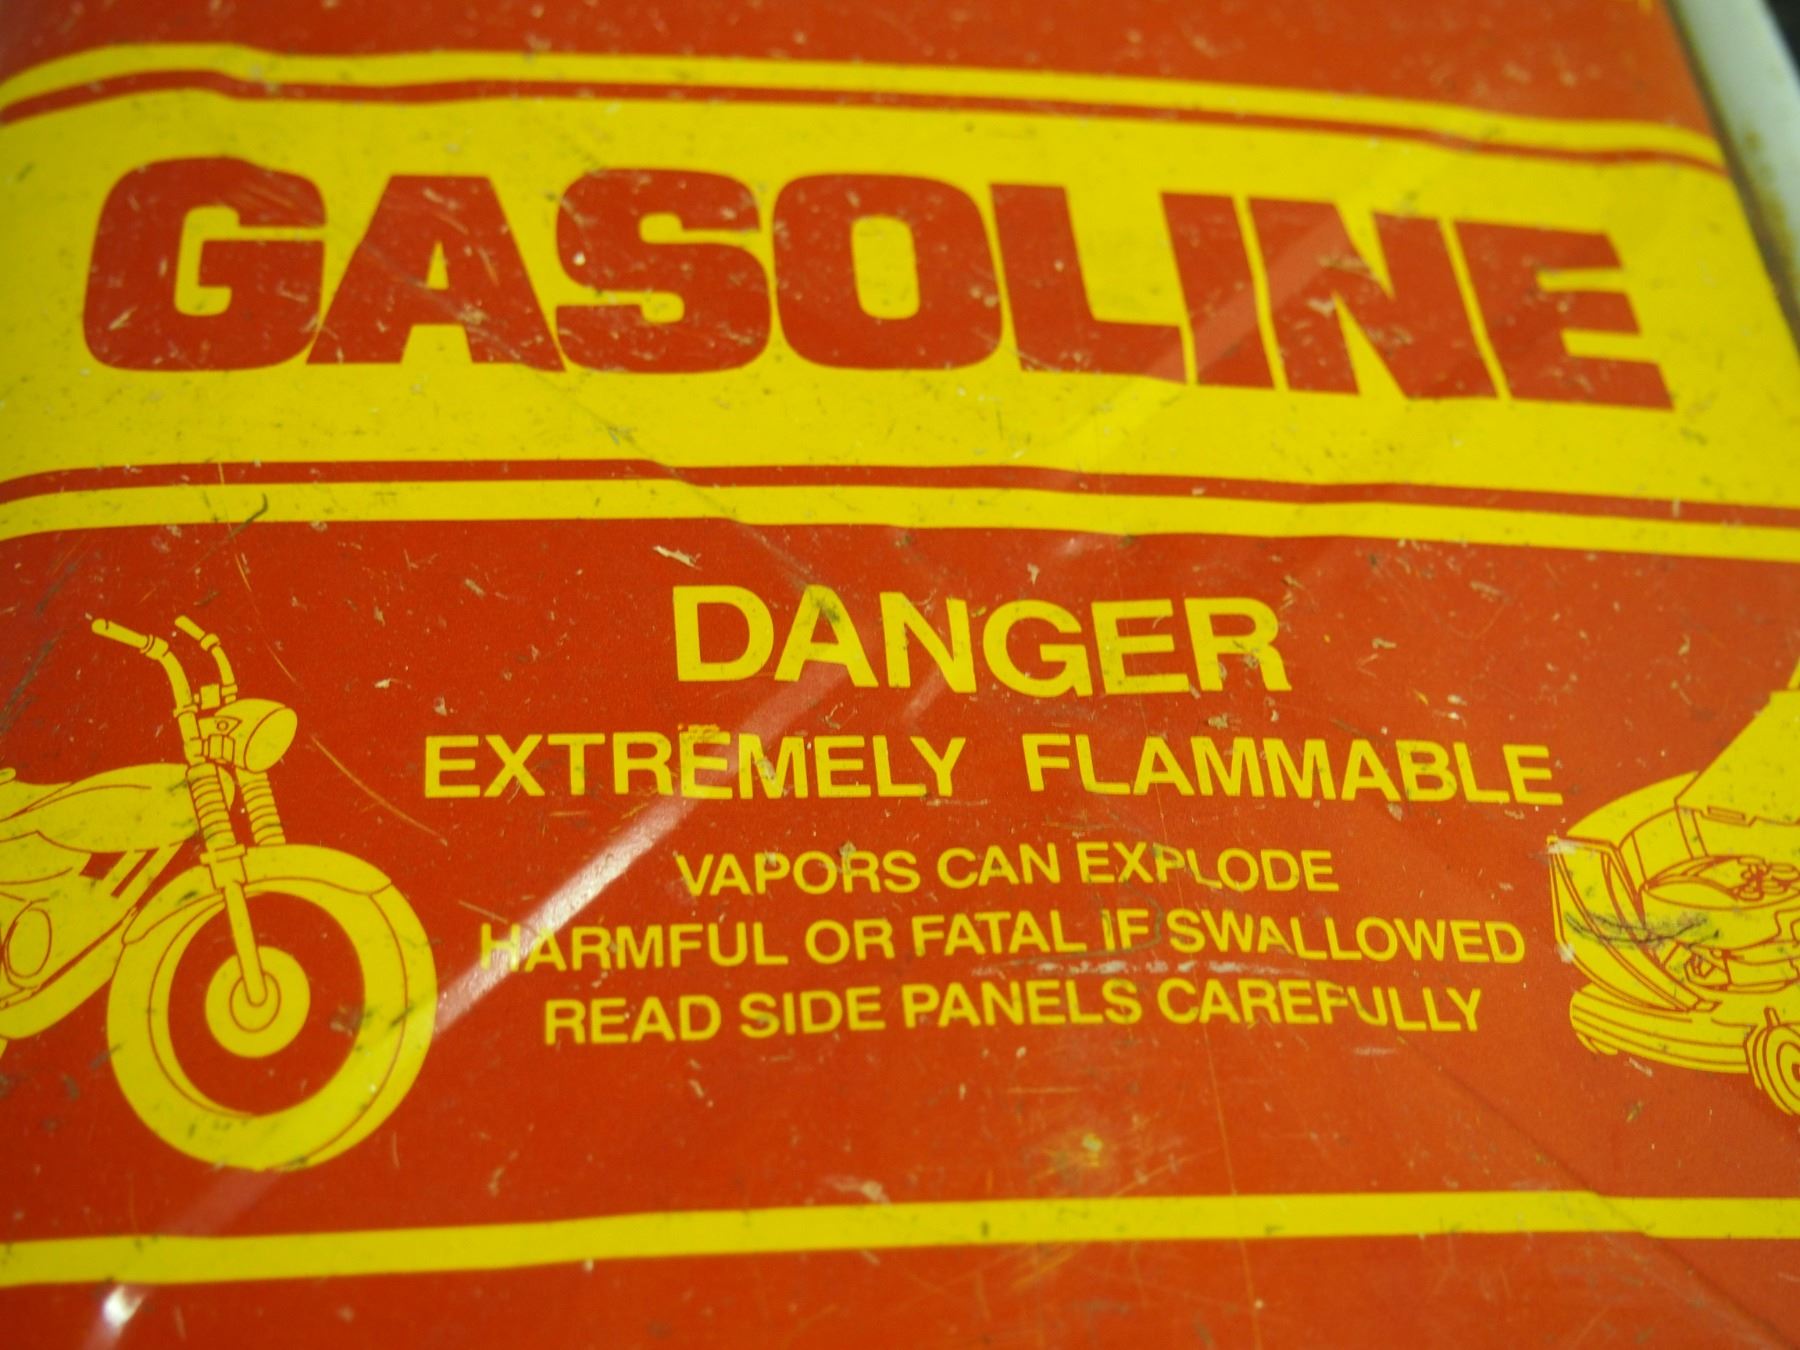 GASOLINE
DANGER
EXTREMELY FLAMMABLE
VAPORS CAN EXPLODE
HARMFUL OR FATAL IF SWALLOWED
READ SIDE PANELS CAREFULLY